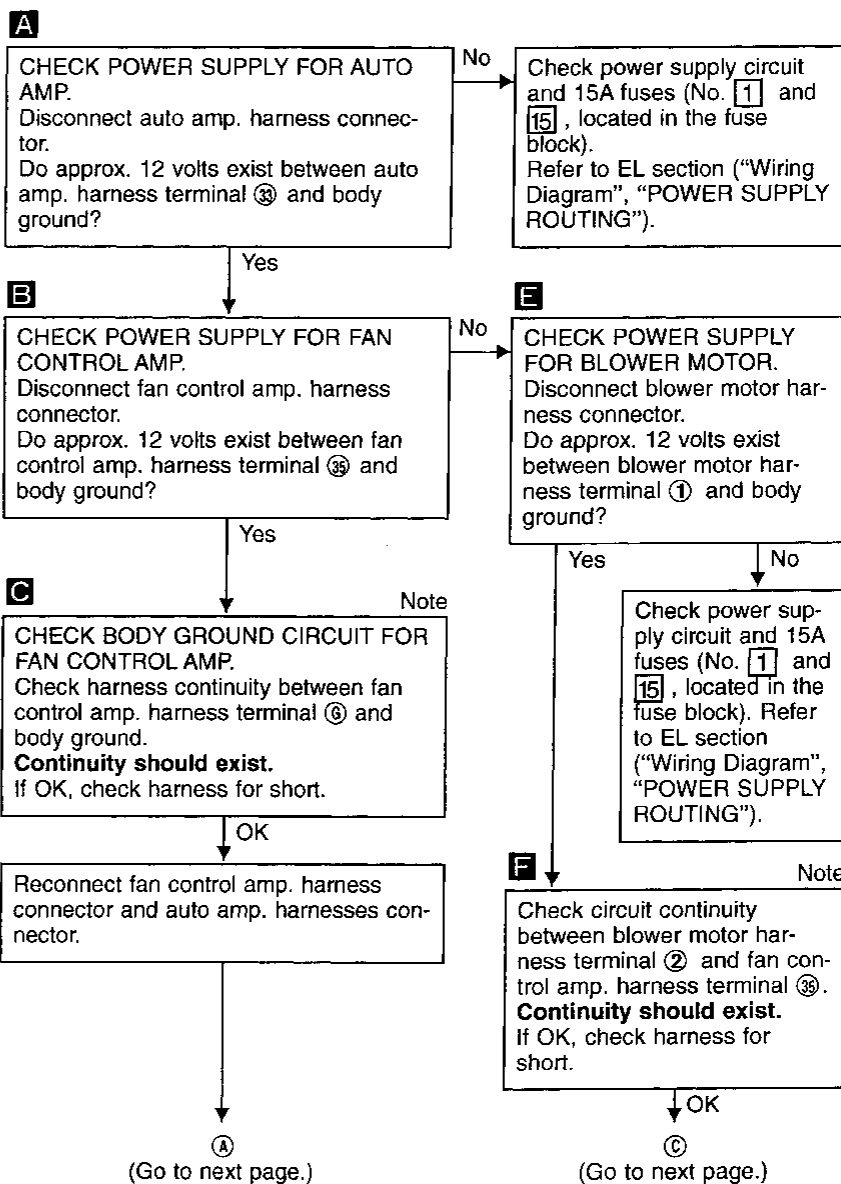 A
CHECK POWER SUPPLY FOR AUTO
AMP.
Disconnect auto amp. harness connec-
tor.
Do approx. 12 volts exist between auto
amp. harness terminal ㉝ and body
ground?
No
Check power supply circuit
and 15A fuses (No. 1 and
15 , located in the fuse
block).
Refer to EL section ("Wiring
Diagram", "POWER SUPPLY
ROUTING").
Yes
B
CHECK POWER SUPPLY FOR FAN
CONTROL AMP.
Disconnect fan control amp. harness
connector.
Do approx. 12 volts exist between fan
control amp. harness terminal and
body ground?
No
E
CHECK POWER SUPPLY
FOR BLOWER MOTOR.
Disconnect blower motor har-
ness connector.
Do approx. 12 volts exist
between blower motor har-
ness terminal ① and body
ground?
Yes
Yes
No
Check power sup-
ply circuit and 15A
fuses (No. 1 and
15 , located in the
fuse block). Refer
to EL section
("Wiring Diagram",
"POWER SUPPLY
ROUTING").
C
Note
CHECK BODY GROUND CIRCUIT FOR
FAN CONTROL AMP.
Check harness continuity between fan
control amp. harness terminal Ⓖ and
body ground.
Continuity should exist.
If OK, check harness for short.
OK
Reconnect fan control amp. harness
connector and auto amp. harnesses con-
nector.
Ⓐ
(Go to next page.)
F
Note
Check circuit continuity
between blower motor har-
ness terminal ② and fan con-
trol amp. harness terminal .
Continuity should exist.
If OK, check harness for
short.
OK
Ⓒ
(Go to next page.)